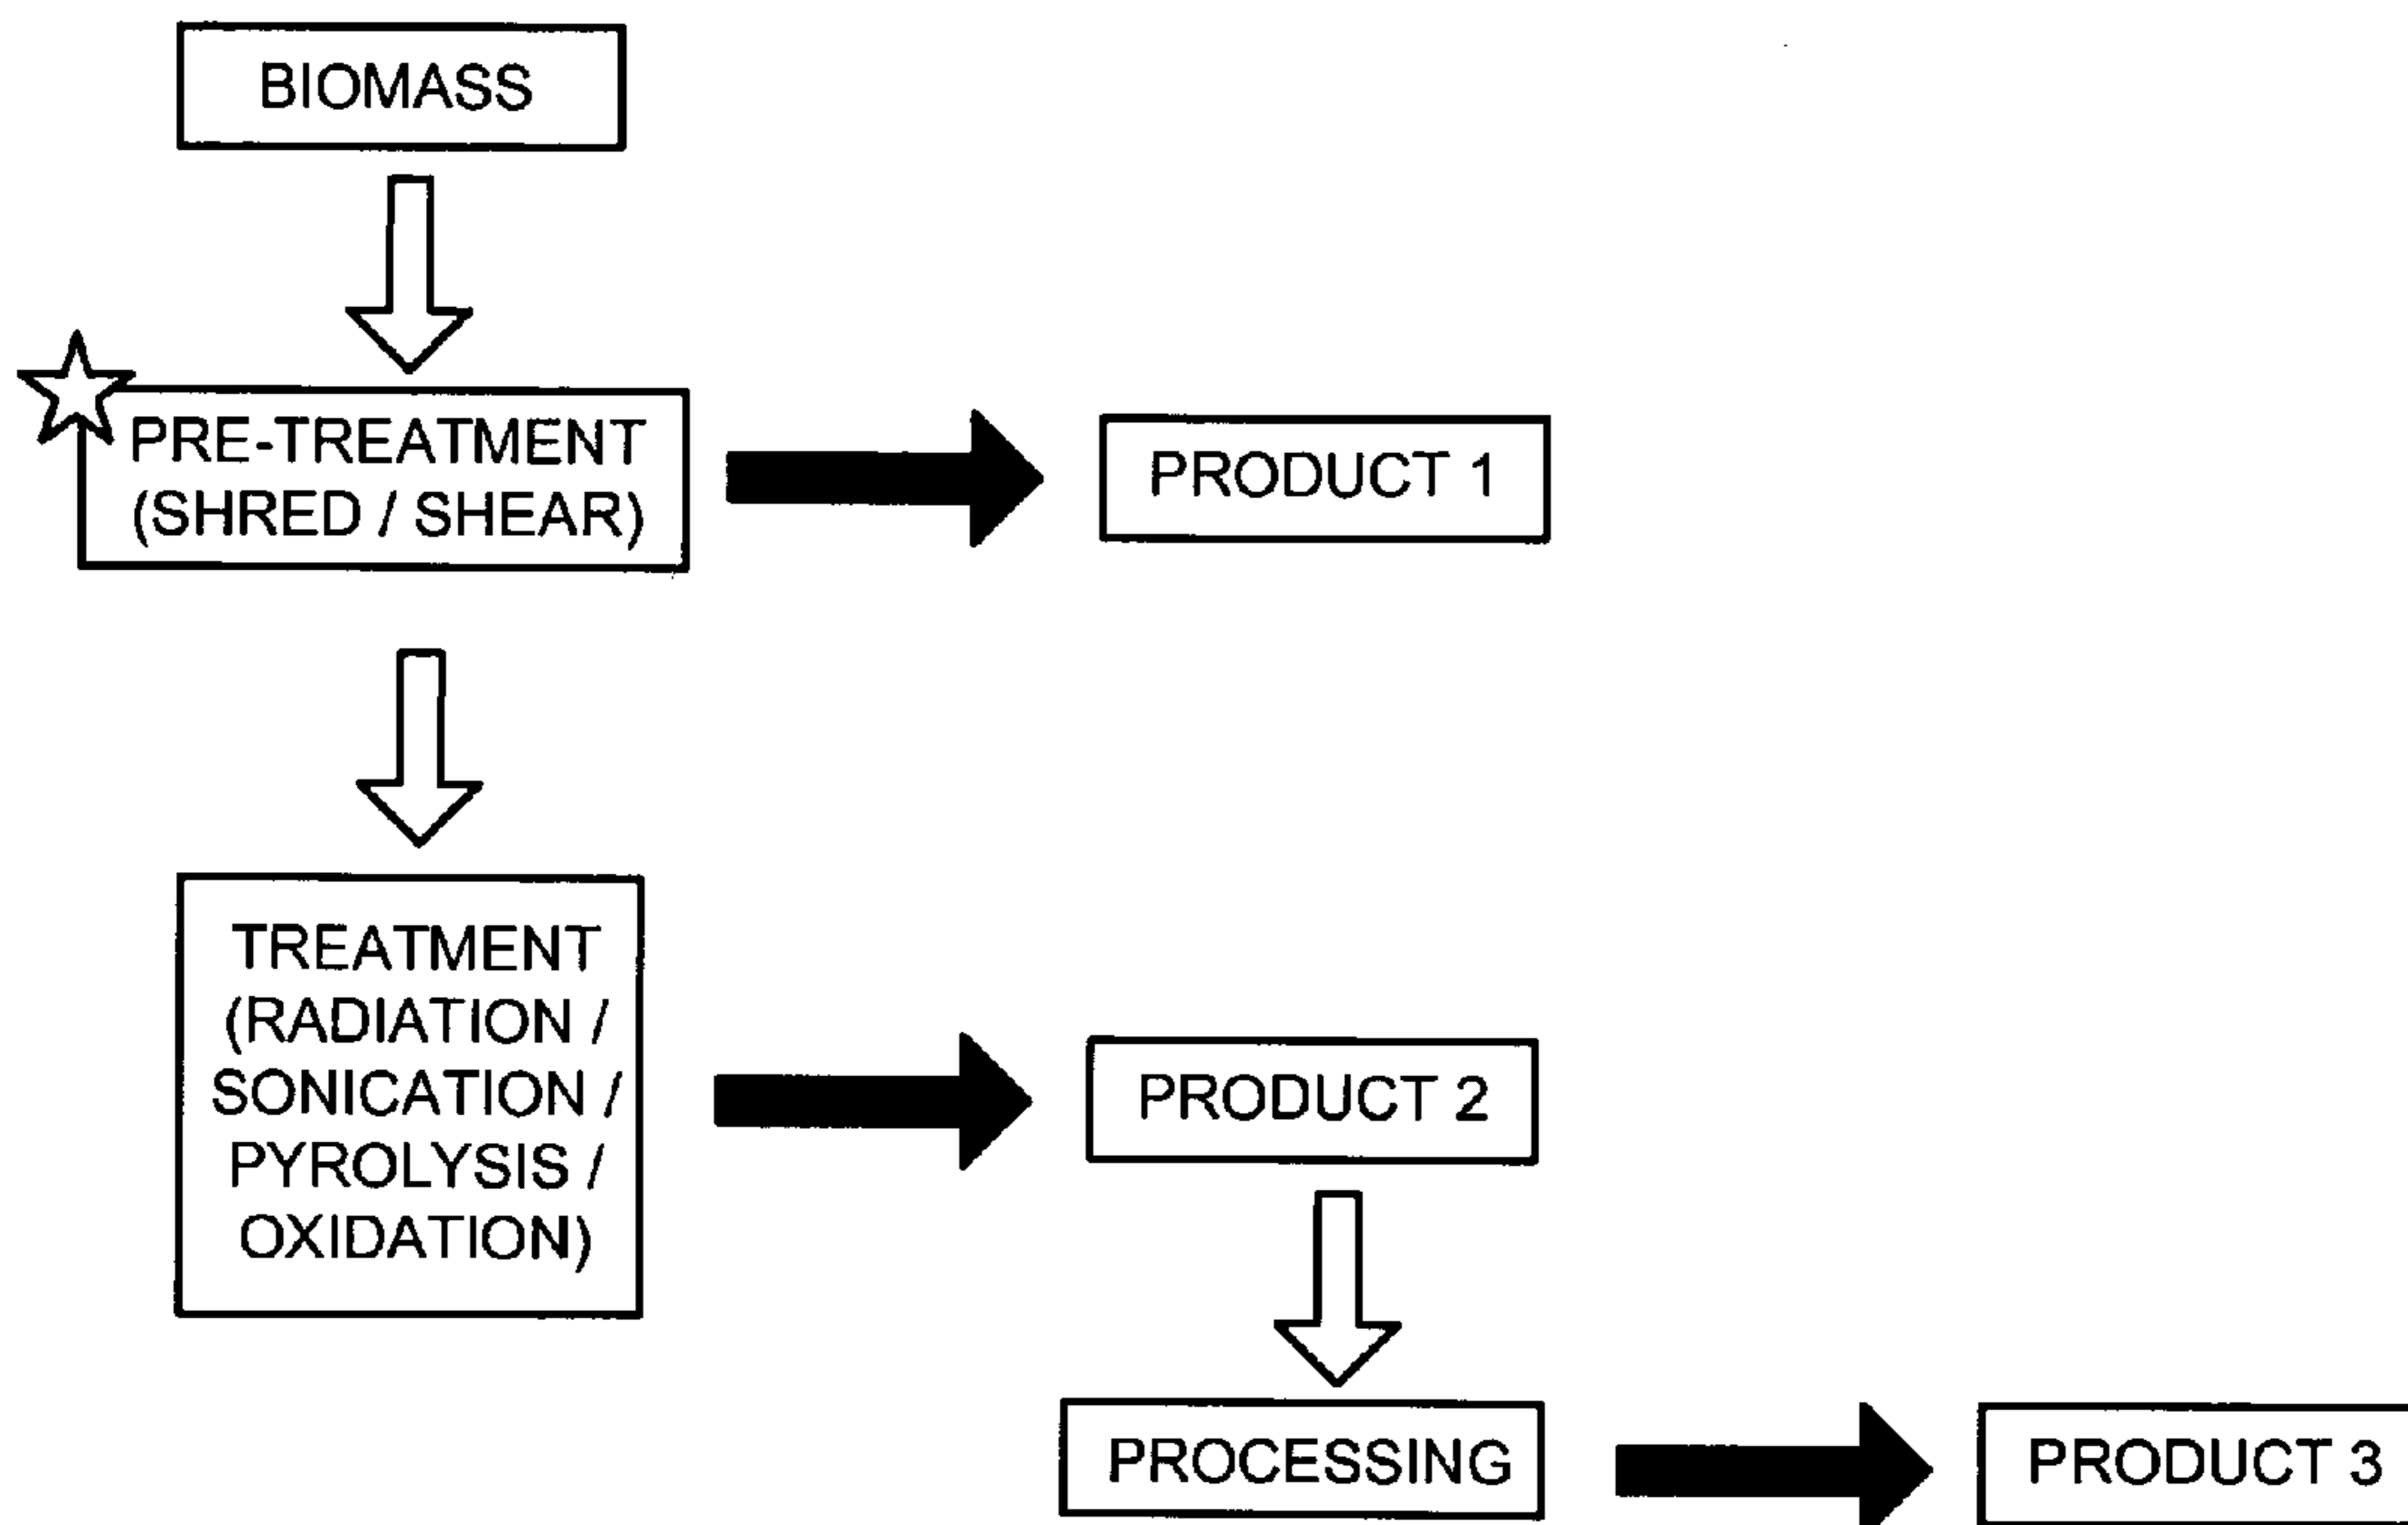 BIOMASS
PRE-TREATMENT
(SHRED / SHEAR)
PRODUCT 1
TREATMENT
(RADIATION /
SONICATION /
PYROLYSIS /
OXIDATION)
PRODUCT 2
PROCESSING
PRODUCT 3